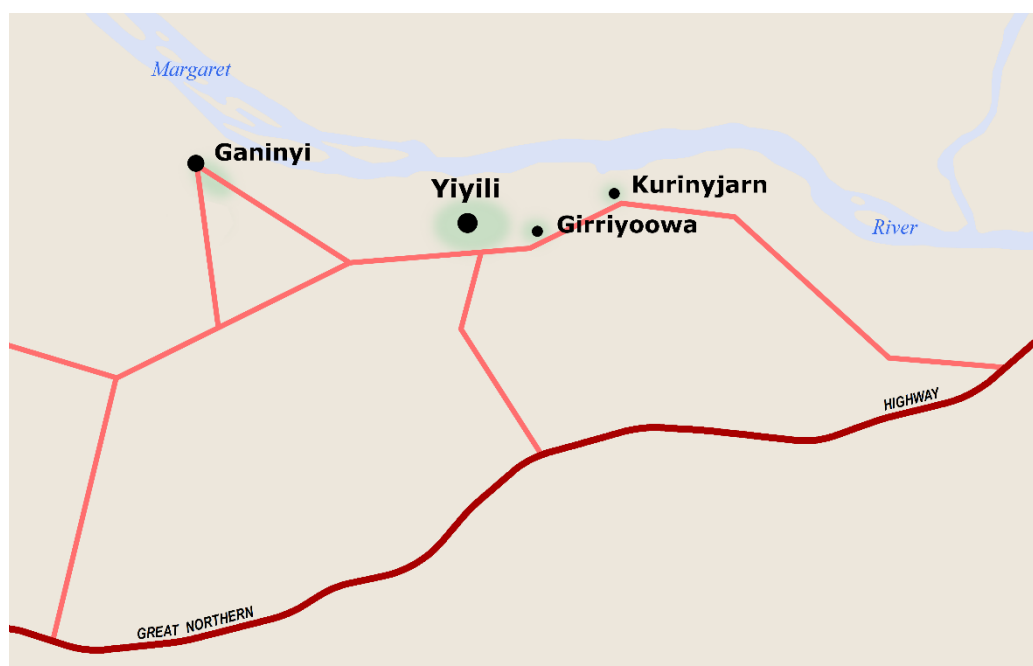 Margaret
Ganinyi
Yiyili
Kurinyjarn
Girriyoowa
River
HIGHWAY
GREAT NORTHERN